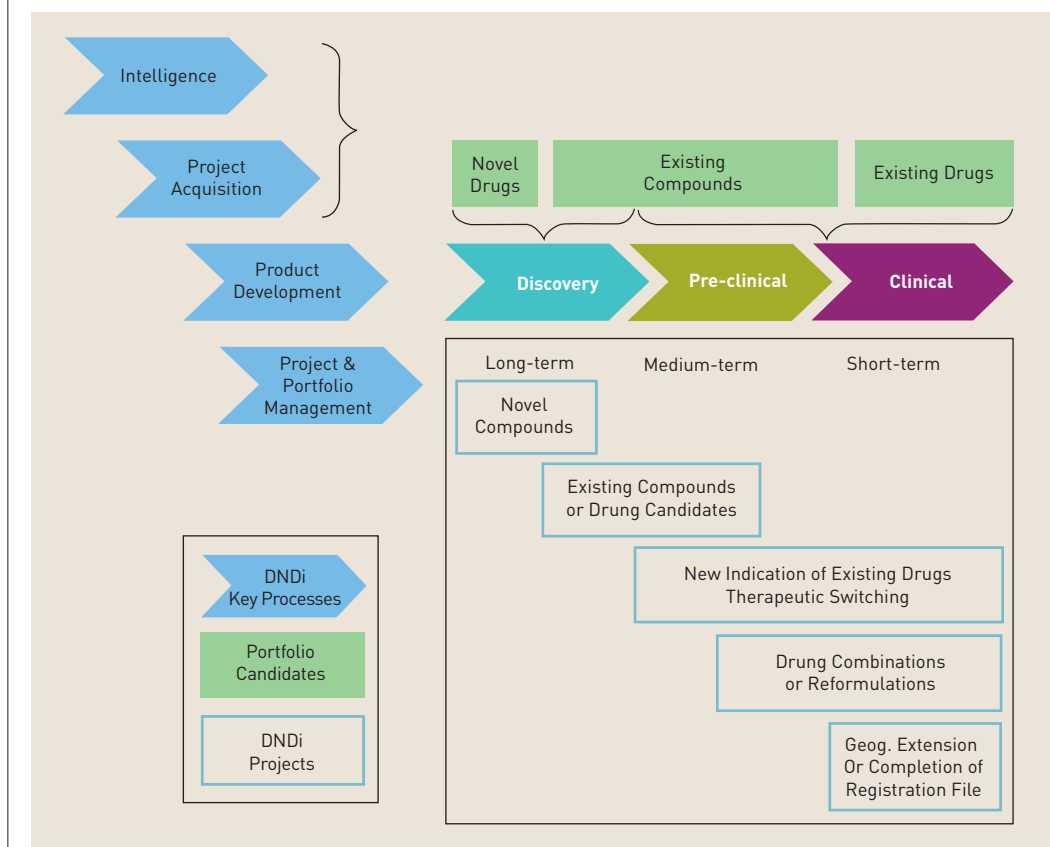 Intelligence
Project
Acquisition
Novel
Drugs
Existing
Compounds
Existing Drugs
Product
Development
Discovery
Pre-clinical
Clinical
Project &
Portfolio
Management
Long-term
Medium-term
Short-term
Novel
Compounds
Existing Compounds
or Drung Candidates
New Indication of Existing Drugs
Therapeutic Switching
Drung Combinations
or Reformulations
Geog. Extension
Or Completion of
Registration File
DNDi
Key Processes
Portfolio
Candidates
DNDi
Projects